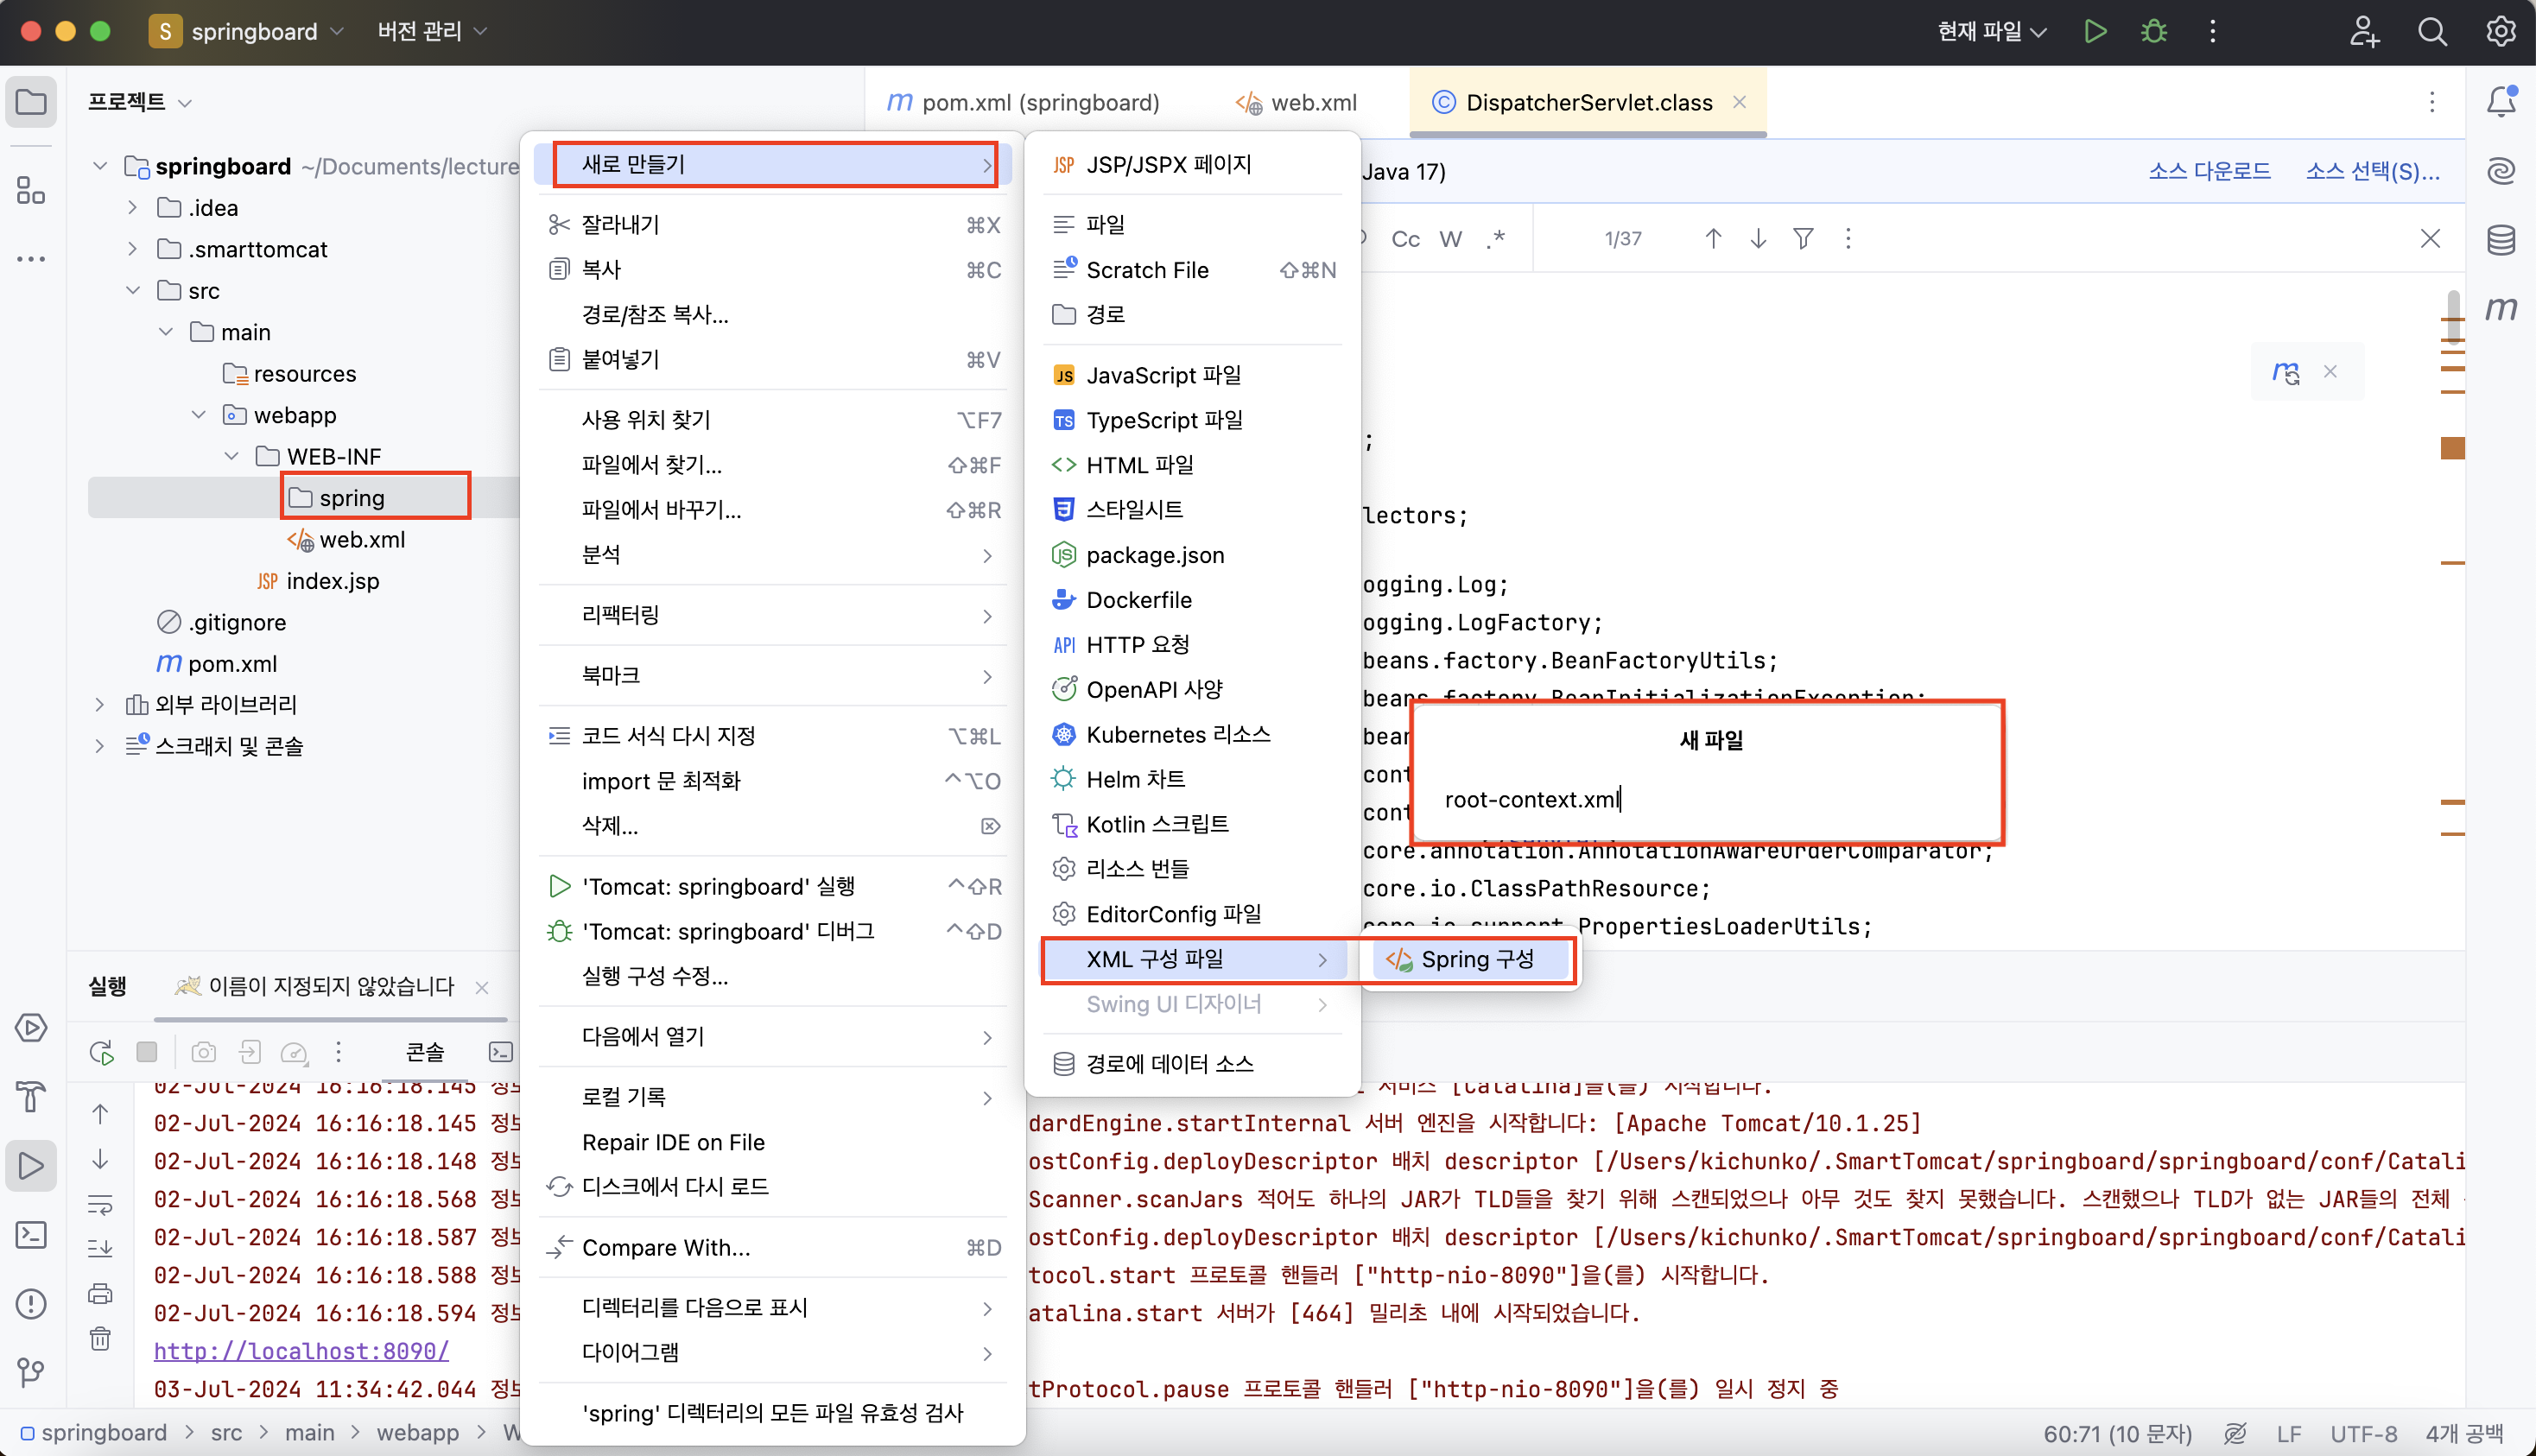 S springboard 버전 관리 현재 파일
프로젝트
springboard ~/Documents/lecture
.idea
.smarttomcat
src
main
resources
webapp
WEB-INF
spring
web.xml
JSP index.jsp
.gitignore
m pom.xml
외부 라이브러리
스크래치 및 콘솔
m pom.xml (springboard) web.xml DispatcherServlet.class
Java 17) 소스 다운로드 소스 선택(S)...
Cc W .* 1/37
새로 만들기
잘라내기 ⌘X
복사 ⌘C
경로/참조 복사...
붙여넣기 ⌘V
사용 위치 찾기 ⌥F7
파일에서 찾기... ⇧⌘F
파일에서 바꾸기... ⇧⌘R
분석
리팩터링
북마크
코드 서식 다시 지정 ⌥⌘L
import 문 최적화 ^⌥O
삭제... ⌦
'Tomcat: springboard' 실행 ^⇧R
'Tomcat: springboard' 디버그 ^⇧D
실행 구성 수정...
다음에서 열기
로컬 기록
Repair IDE on File
디스크에서 다시 로드
Compare With... ⌘D
디렉터리를 다음으로 표시
다이어그램
'spring' 디렉터리의 모든 파일 유효성 검사
JSP JSP/JSPX 페이지
파일
Scratch File ⇧⌘N
경로
JS JavaScript 파일
TS TypeScript 파일
HTML 파일
스타일시트
package.json
Dockerfile
API HTTP 요청
OpenAPI 사양
Kubernetes 리소스
Helm 차트
Kotlin 스크립트
리소스 번들
EditorConfig 파일
XML 구성 파일
Swing UI 디자이너
경로에 데이터 소스
Spring 구성
;
lectors;
ogging.Log;
ogging.LogFactory;
beans.factory.BeanFactoryUtils;
beans.factory.BeanInitializationException;
bear
cont
cont
core.annotation.AnnotationAwareOrderComparator;
core.io.ClassPathResource;
core.io.support.PropertiesLoaderUtils;
새 파일
root-context.xml
실행 이름이 지정되지 않았습니다
콘솔
02-Jul-2024 16:16:18.145 정보 서비스 [Catalina]을(를) 시작합니다.
02-Jul-2024 16:16:18.145 정보 dardEngine.startInternal 서버 엔진을 시작합니다: [Apache Tomcat/10.1.25]
02-Jul-2024 16:16:18.148 정보 ostConfig.deployDescriptor 배치 descriptor [/Users/kichunko/.SmartTomcat/springboard/springboard/conf/Catali
02-Jul-2024 16:16:18.568 정보 Scanner.scanJars 적어도 하나의 JAR가 TLD들을 찾기 위해 스캔되었으나 아무 것도 찾지 못했습니다. 스캔했으나 TLD가 없는 JAR들의 전체
02-Jul-2024 16:16:18.587 정보 ostConfig.deployDescriptor 배치 descriptor [/Users/kichunko/.SmartTomcat/springboard/springboard/conf/Catali
02-Jul-2024 16:16:18.588 정보 tocol.start 프로토콜 핸들러 ["http-nio-8090"]을(를) 시작합니다.
02-Jul-2024 16:16:18.594 정보 atalina.start 서버가 [464] 밀리초 내에 시작되었습니다.
http://localhost:8090/
03-Jul-2024 11:34:42.044 정보 tProtocol.pause 프로토콜 핸들러 ["http-nio-8090"]을(를) 일시 정지 중
springboard > src > main > webapp > W 60:71 (10 문자) LF UTF-8 4개 공백